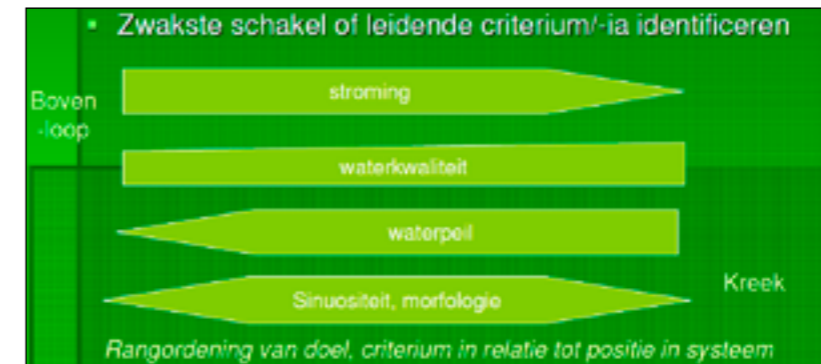 ▪ Zwakste schakel of leidende criterium/-ia identificeren
Boven
-loop
stroming
waterkwaliteit
waterpeil
Sinuositeit, morfologie
Kreek
Rangordening van doel, criterium in relatie tot positie in systeem